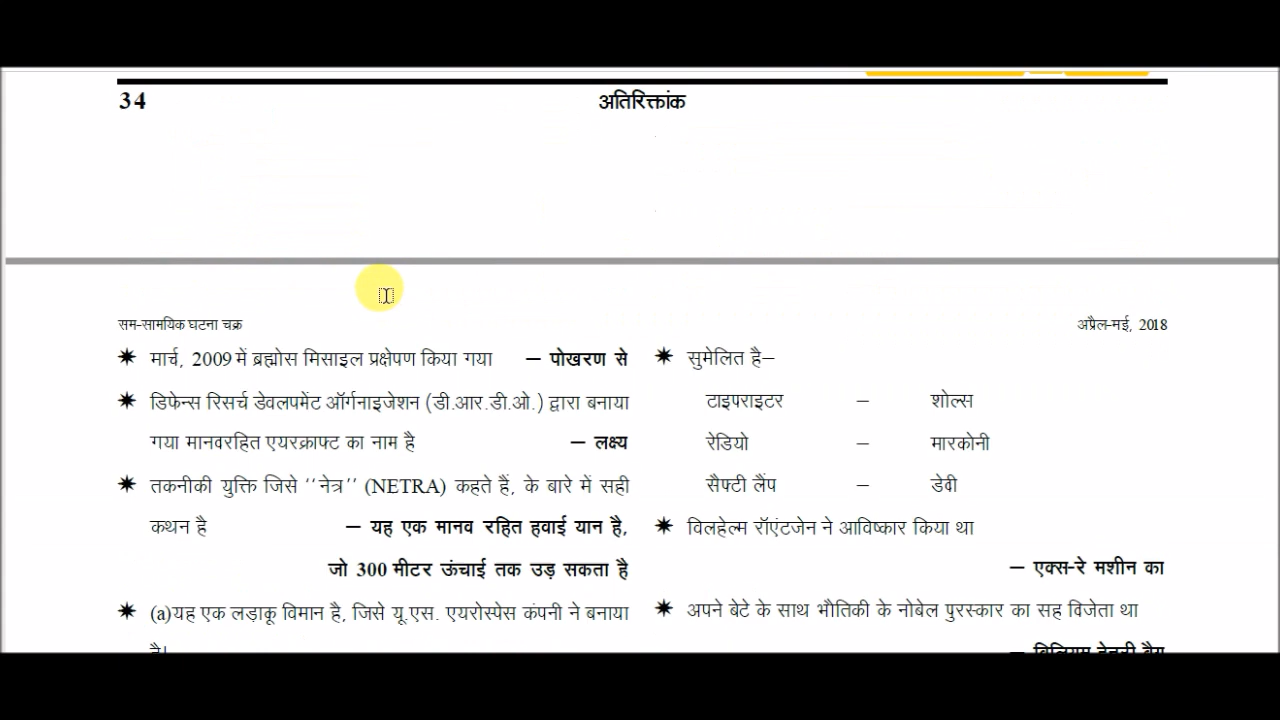 34
अतिरिक्तांक
सम-सामयिक घटना चक्र
अप्रैल-मई, 2018
★ मार्च, 2009 में ब्रह्मोस मिसाइल प्रक्षेपण किया गया – पोखरण से
★ डिफेन्स रिसर्च डेवलपमेंट ऑर्गनाइजेशन (डी.आर.डी.ओ.) द्वारा बनाया
गया मानवरहित एयरक्राफ्ट का नाम है – लक्ष्य
★ तकनीकी युक्ति जिसे ''नेत्र'' (NETRA) कहते हैं, के बारे में सही
कथन है – यह एक मानव रहित हवाई यान है,
जो 300 मीटर ऊंचाई तक उड़ सकता है
★ (a)यह एक लड़ाकू विमान है, जिसे यू.एस. एयरोस्पेस कंपनी ने बनाया
है।
★ सुमेलित है–
टाइपराइटर – शोल्स
रेडियो – मारकोनी
सैफ्टी लैंप – डेवी
★ विलहेल्म रॉएंटजेन ने आविष्कार किया था
– एक्स-रे मशीन का
★ अपने बेटे के साथ भौतिकी के नोबेल पुरस्कार का सह विजेता था
– विलियम हेनरी ब्रैग